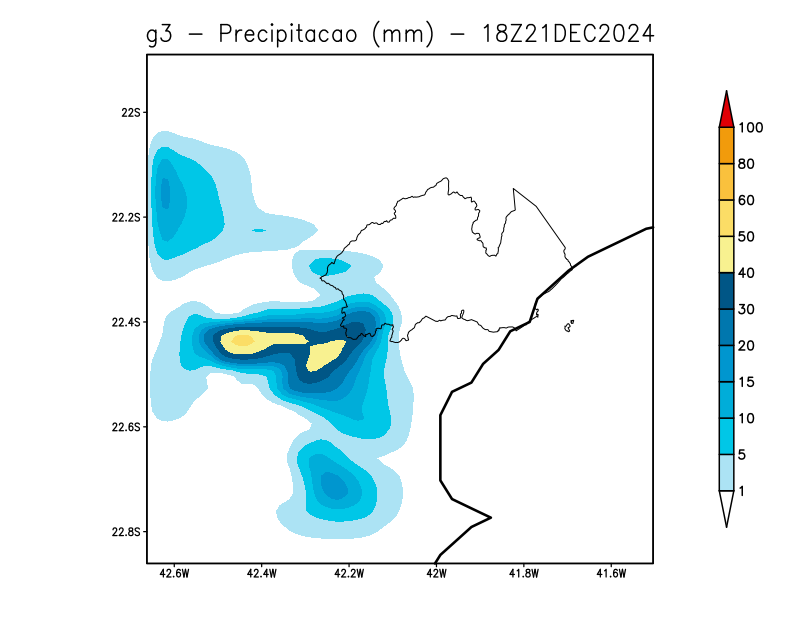 g3 - Precipitacao (mm) - 18Z21DEC2024
22S
22.2S
22.4S
22.6S
22.8S
42.6W
42.4W
42.2W
42W
41.8W
41.6W
100
80
60
50
40
30
20
15
10
5
1